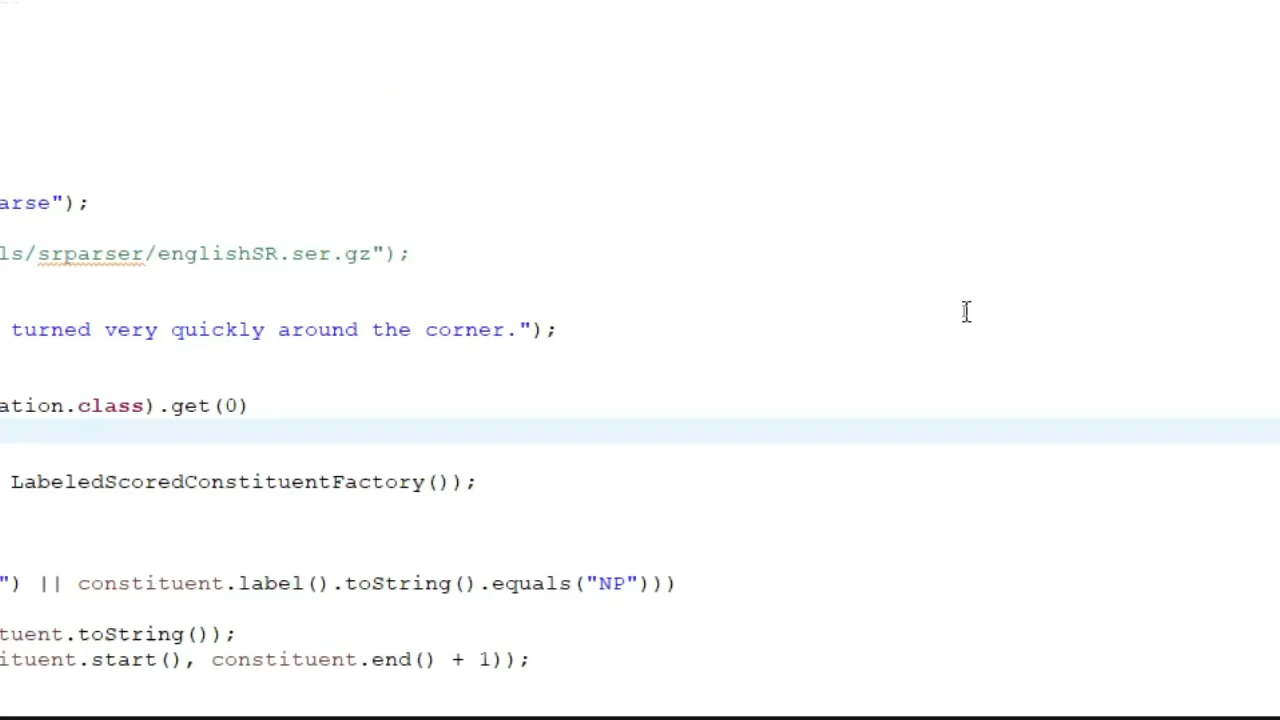 arse");
ls/srparser/englishSR.ser.gz");
turned very quickly around the corner.");
ation.class).get(0)
LabeledScoredConstituentFactory());
") || constituent.label().toString().equals("NP")))
tuent.toString());
ituent.start(), constituent.end() + 1));